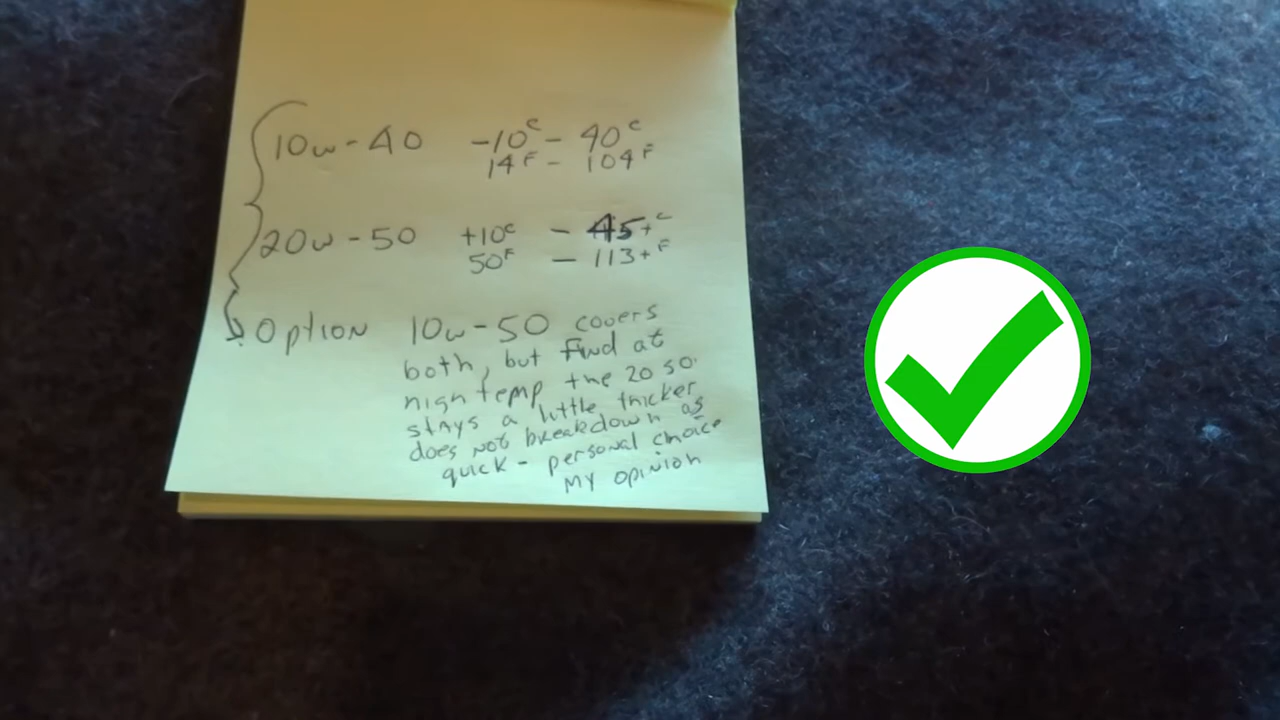 10w-40 -10c - 40c
14F - 104F
20w-50 +10c - 45+c
50F - 113+F
Option 10w-50 covers
both, but find at
high temp the 20 50
stays a little thicker
does not breakdown as
quick - personal choice
My opinion